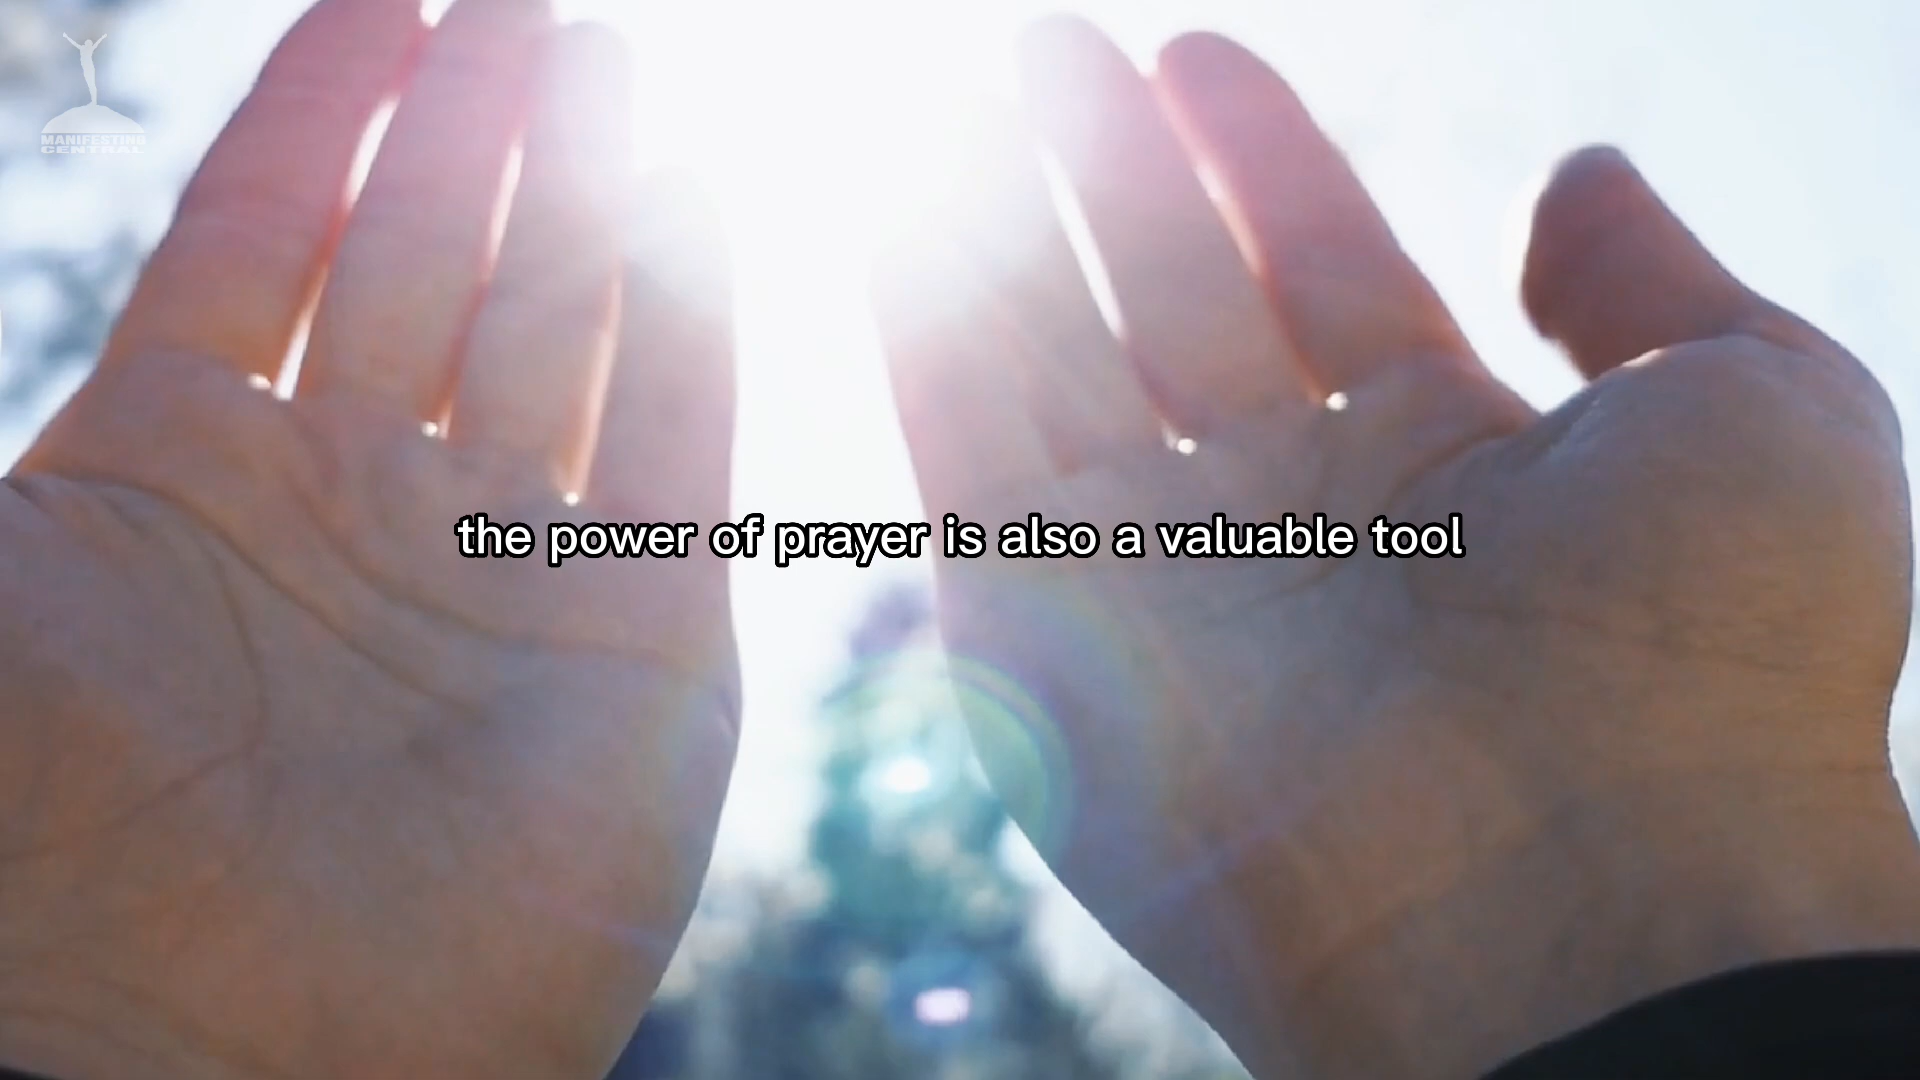 MANIFESTING
CENTRAL
the power of prayer is also a valuable tool